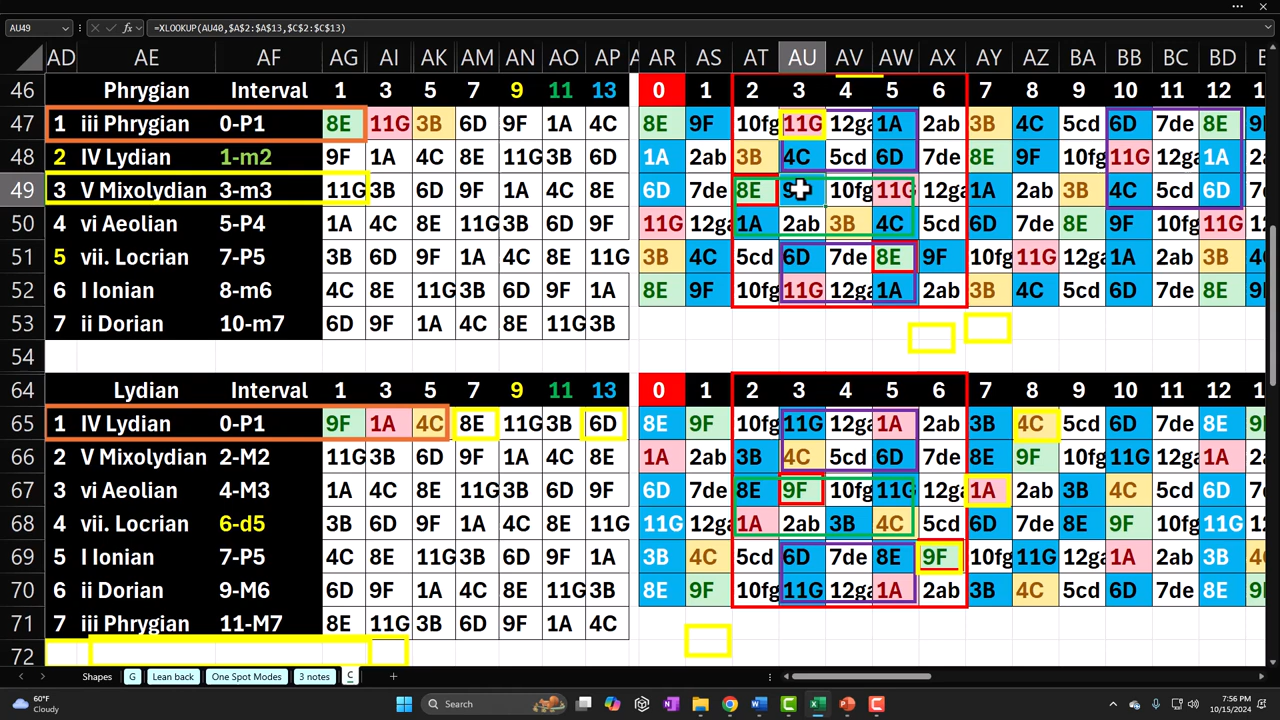 AU49 fx =XLOOKUP(AU40,$A$2:$A$13,$C$2:$C$13)
AD AE AF AG AI AK AM AN AO AP AR AS AT AU AV AW AX AY AZ BA BB BC BD
46 Phrygian Interval 1 3 5 7 9 11 13 0 1 2 3 4 5 6 7 8 9 10 11 12
47 1 iii Phrygian 0-P1 8E 11G 3B 6D 9F 1A 4C 8E 9F 10fg 11G 12ga 1A 2ab 3B 4C 5cd 6D 7de 8E
48 2 IV Lydian 1-m2 9F 1A 4C 8E 11G 3B 6D 1A 2ab 3B 4C 5cd 6D 7de 8E 9F 10fg 11G 12ga 1A
49 3 V Mixolydian 3-m3 11G 3B 6D 9F 1A 4C 8E 6D 7de 8E 9F 10fg 11G 12ga 1A 2ab 3B 4C 5cd 6D
50 4 vi Aeolian 5-P4 1A 4C 8E 11G 3B 6D 9F 11G 12ga 1A 2ab 3B 4C 5cd 6D 7de 8E 9F 10fg 11G
51 5 vii. Locrian 7-P5 3B 6D 9F 1A 4C 8E 11G 3B 4C 5cd 6D 7de 8E 9F 10fg 11G 12ga 1A 2ab 3B
52 6 I Ionian 8-m6 4C 8E 11G 3B 6D 9F 1A 8E 9F 10fg 11G 12ga 1A 2ab 3B 4C 5cd 6D 7de 8E
53 7 ii Dorian 10-m7 6D 9F 1A 4C 8E 11G 3B
54
64 Lydian Interval 1 3 5 7 9 11 13 0 1 2 3 4 5 6 7 8 9 10 11 12
65 1 IV Lydian 0-P1 9F 1A 4C 8E 11G 3B 6D 8E 9F 10fg 11G 12ga 1A 2ab 3B 4C 5cd 6D 7de 8E
66 2 V Mixolydian 2-M2 11G 3B 6D 9F 1A 4C 8E 1A 2ab 3B 4C 5cd 6D 7de 8E 9F 10fg 11G 12ga 1A
67 3 vi Aeolian 4-M3 1A 4C 8E 11G 3B 6D 9F 6D 7de 8E 9F 10fg 11G 12ga 1A 2ab 3B 4C 5cd 6D
68 4 vii. Locrian 6-d5 3B 6D 9F 1A 4C 8E 11G 11G 12ga 1A 2ab 3B 4C 5cd 6D 7de 8E 9F 10fg 11G
69 5 I Ionian 7-P5 4C 8E 11G 3B 6D 9F 1A 3B 4C 5cd 6D 7de 8E 9F 10fg 11G 12ga 1A 2ab 3B
70 6 ii Dorian 9-M6 6D 9F 1A 4C 8E 11G 3B 8E 9F 10fg 11G 12ga 1A 2ab 3B 4C 5cd 6D 7de 8E
71 7 iii Phrygian 11-M7 8E 11G 3B 6D 9F 1A 4C
72
Shapes G Lean back One Spot Modes 3 notes C
60°F
Cloudy
Search
7:56 PM
10/15/2024